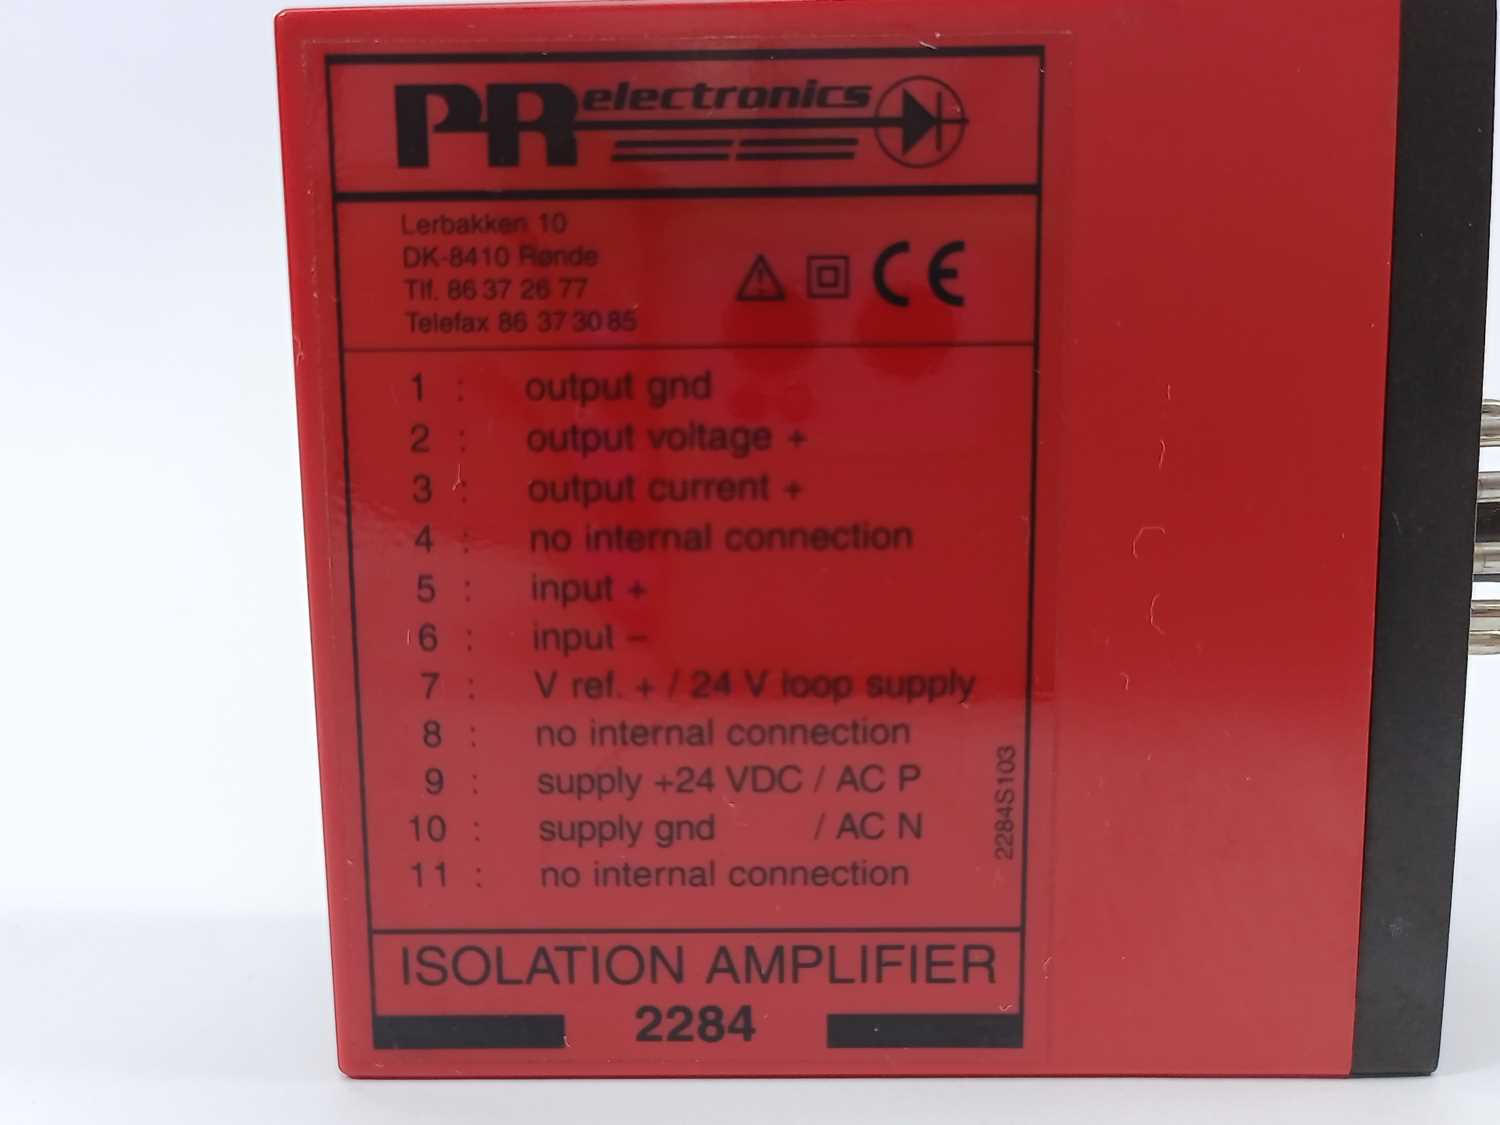 PR electronics
Lerbakken 10
DK-8410 Rønde
Tlf. 86 37 26 77
Telefax 86 37 30 85
CE
1 : output gnd
2 : output voltage +
3 : output current +
4 : no internal connection
5 : input +
6 : input –
7 : V ref. + / 24 V loop supply
8 : no internal connection
9 : supply +24 VDC / AC P
10 : supply gnd / AC N
11 : no internal connection
2284S103
ISOLATION AMPLIFIER
2284